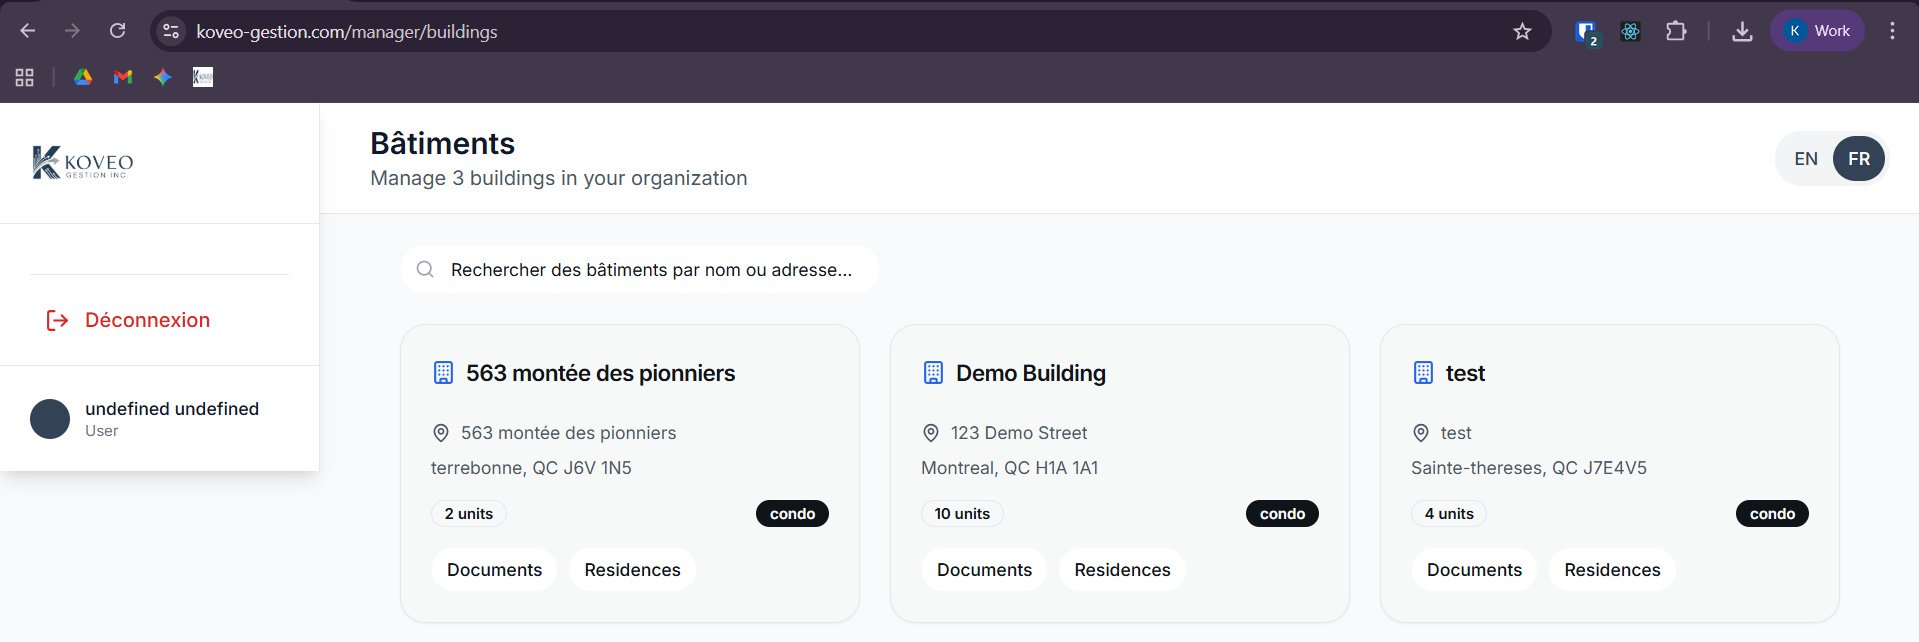 koveo-gestion.com/manager/buildings
2
K
Work
KOVEO
GESTION INC.
Bâtiments
Manage 3 buildings in your organization
EN
FR
Déconnexion
undefined undefined
User
Rechercher des bâtiments par nom ou adresse...
563 montée des pionniers
563 montée des pionniers
terrebonne, QC J6V 1N5
2 units
condo
Documents
Residences
Demo Building
123 Demo Street
Montreal, QC H1A 1A1
10 units
condo
Documents
Residences
test
test
Sainte-thereses, QC J7E4V5
4 units
condo
Documents
Residences